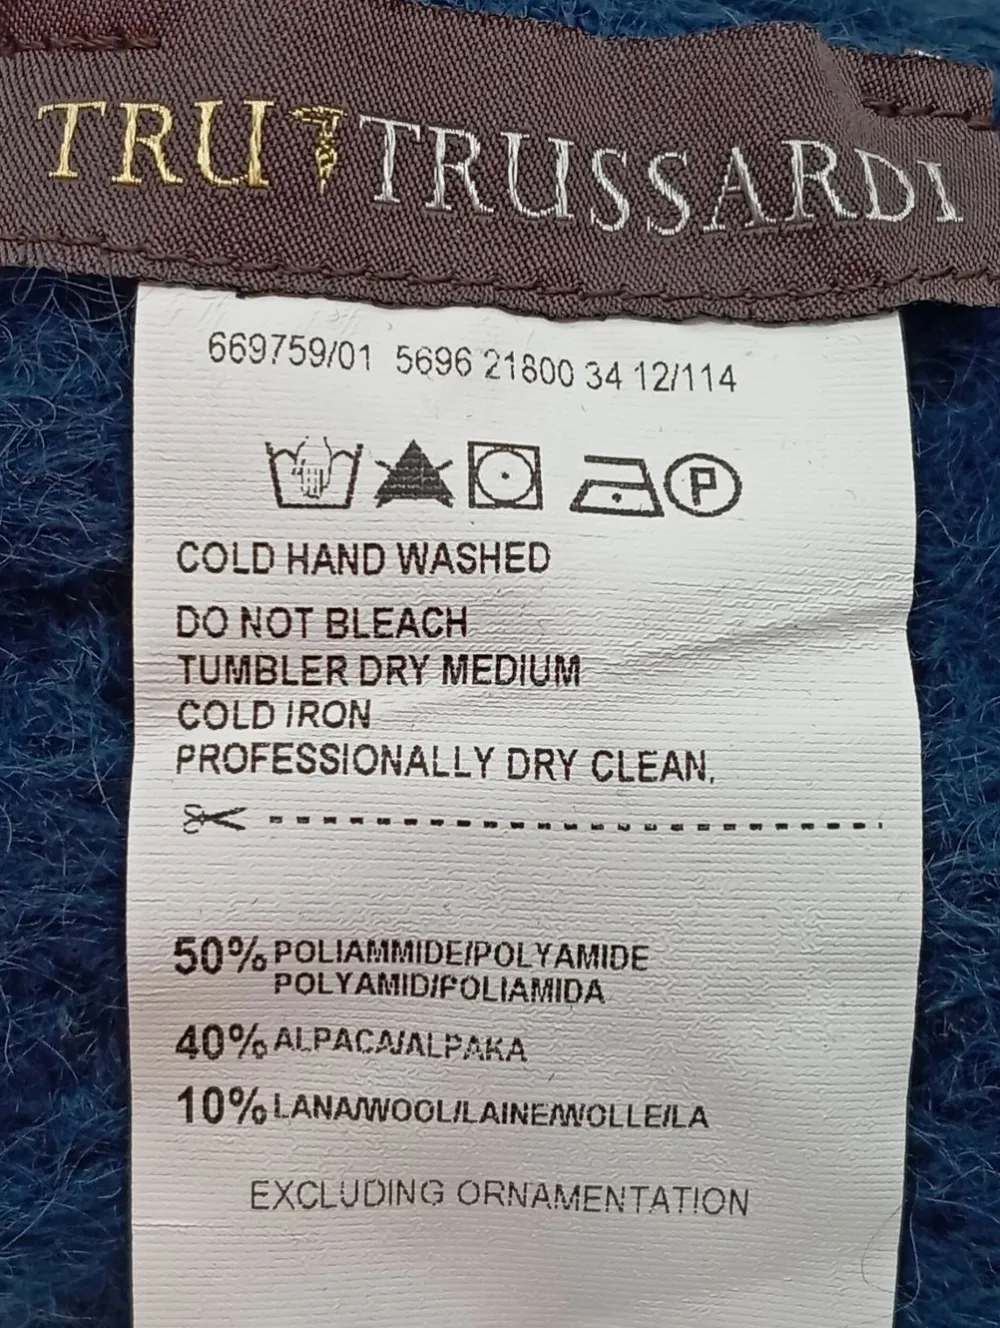 TRU TRUSSARDI
669759/01 5696 21800 34 12/114
P
COLD HAND WASHED
DO NOT BLEACH
TUMBLER DRY MEDIUM
COLD IRON
PROFESSIONALLY DRY CLEAN.
50% POLIAMMIDE/POLYAMIDE
POLYAMID/POLIAMIDA
40% ALPACA/ALPAKA
10% LANA/WOOL/LAINE/WOLLE/LA
EXCLUDING ORNAMENTATION